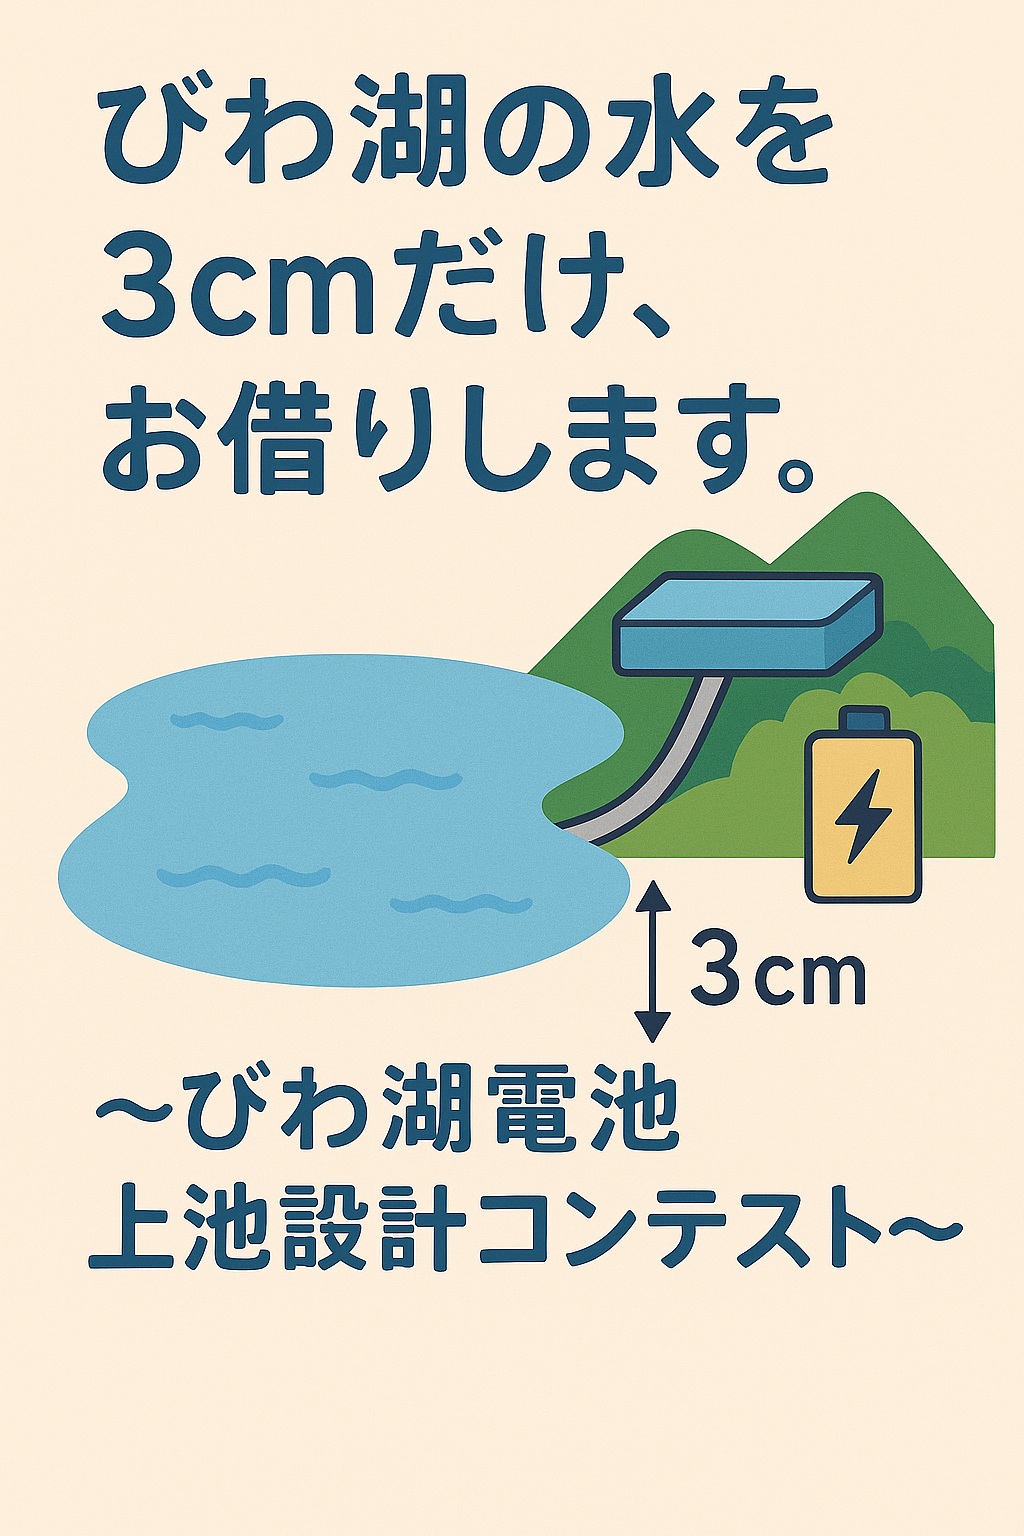 びわ湖の水を
3cmだけ、
お借りします。
3cm
〜びわ湖電池
上池設計コンテスト〜